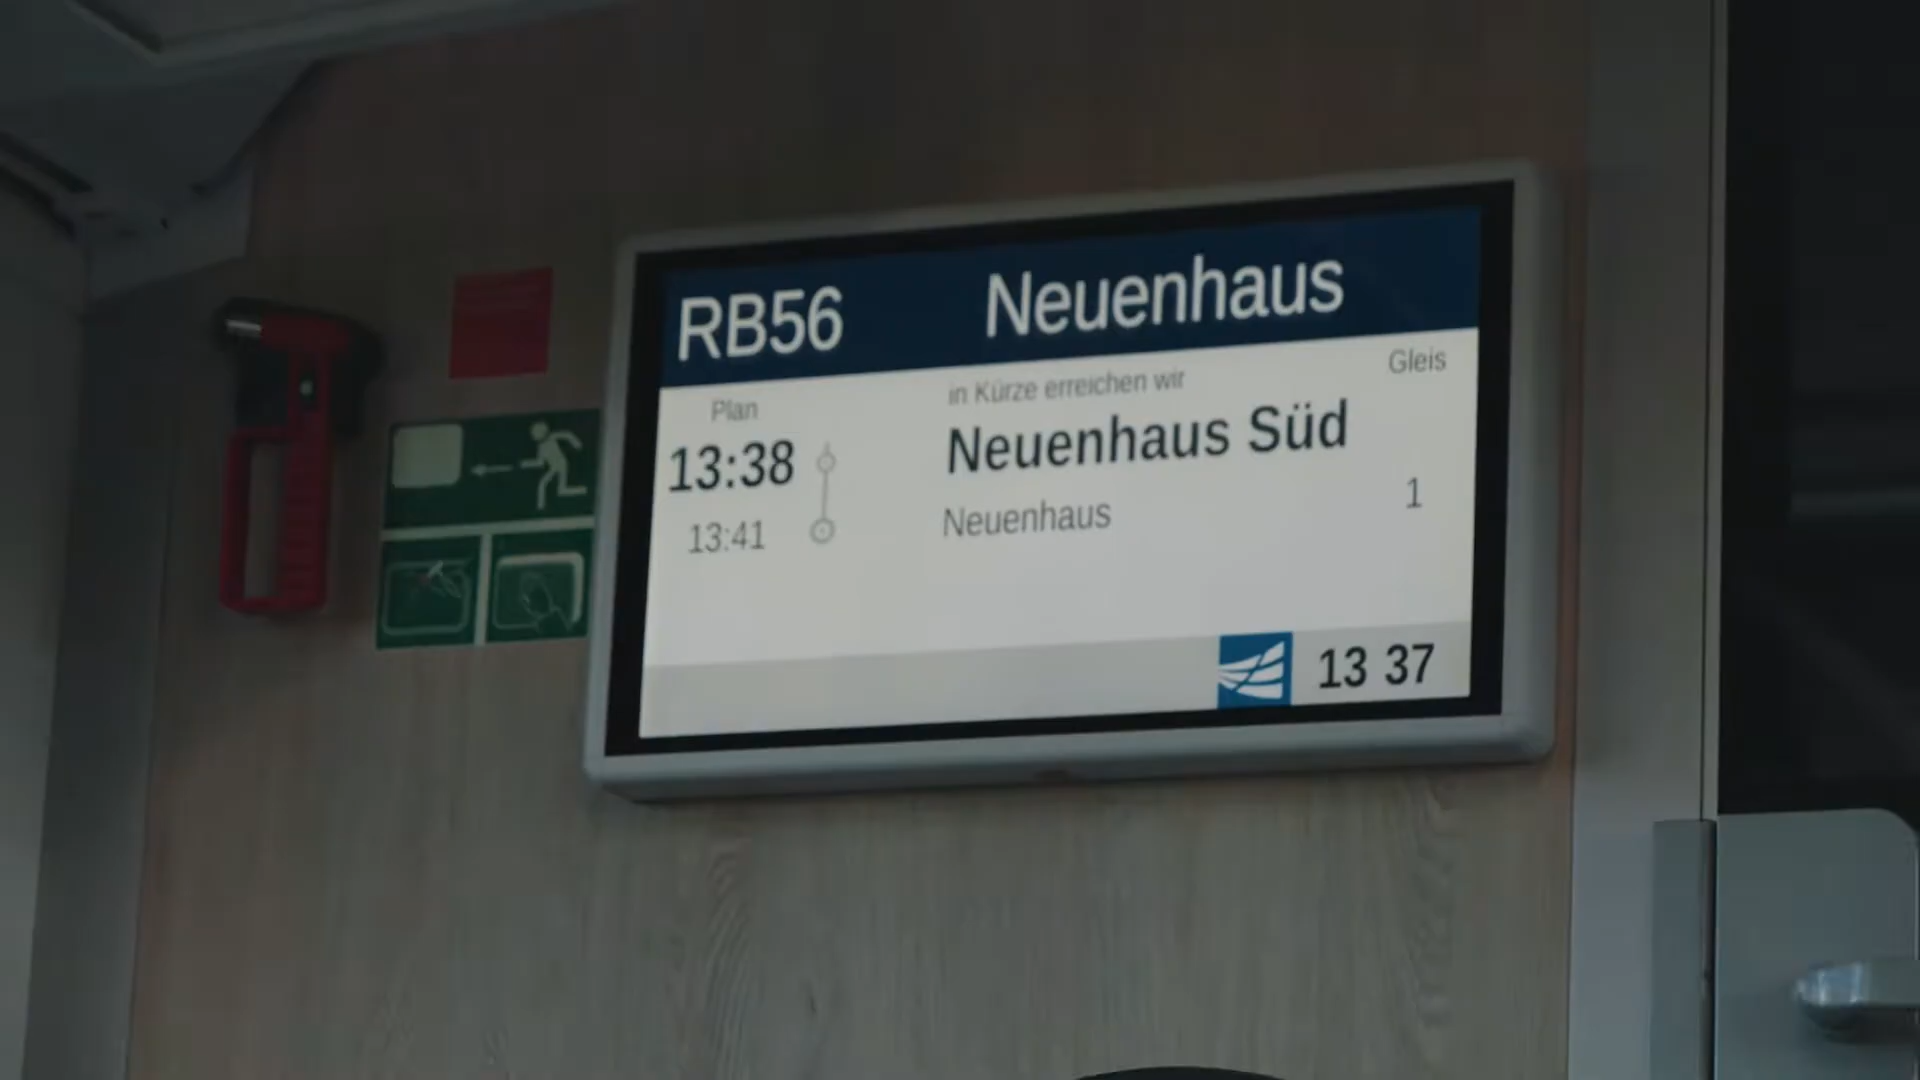 RB56 Neuenhaus
Plan in Kürze erreichen wir Gleis
13:38 Neuenhaus Süd
13:41 Neuenhaus 1
13 37